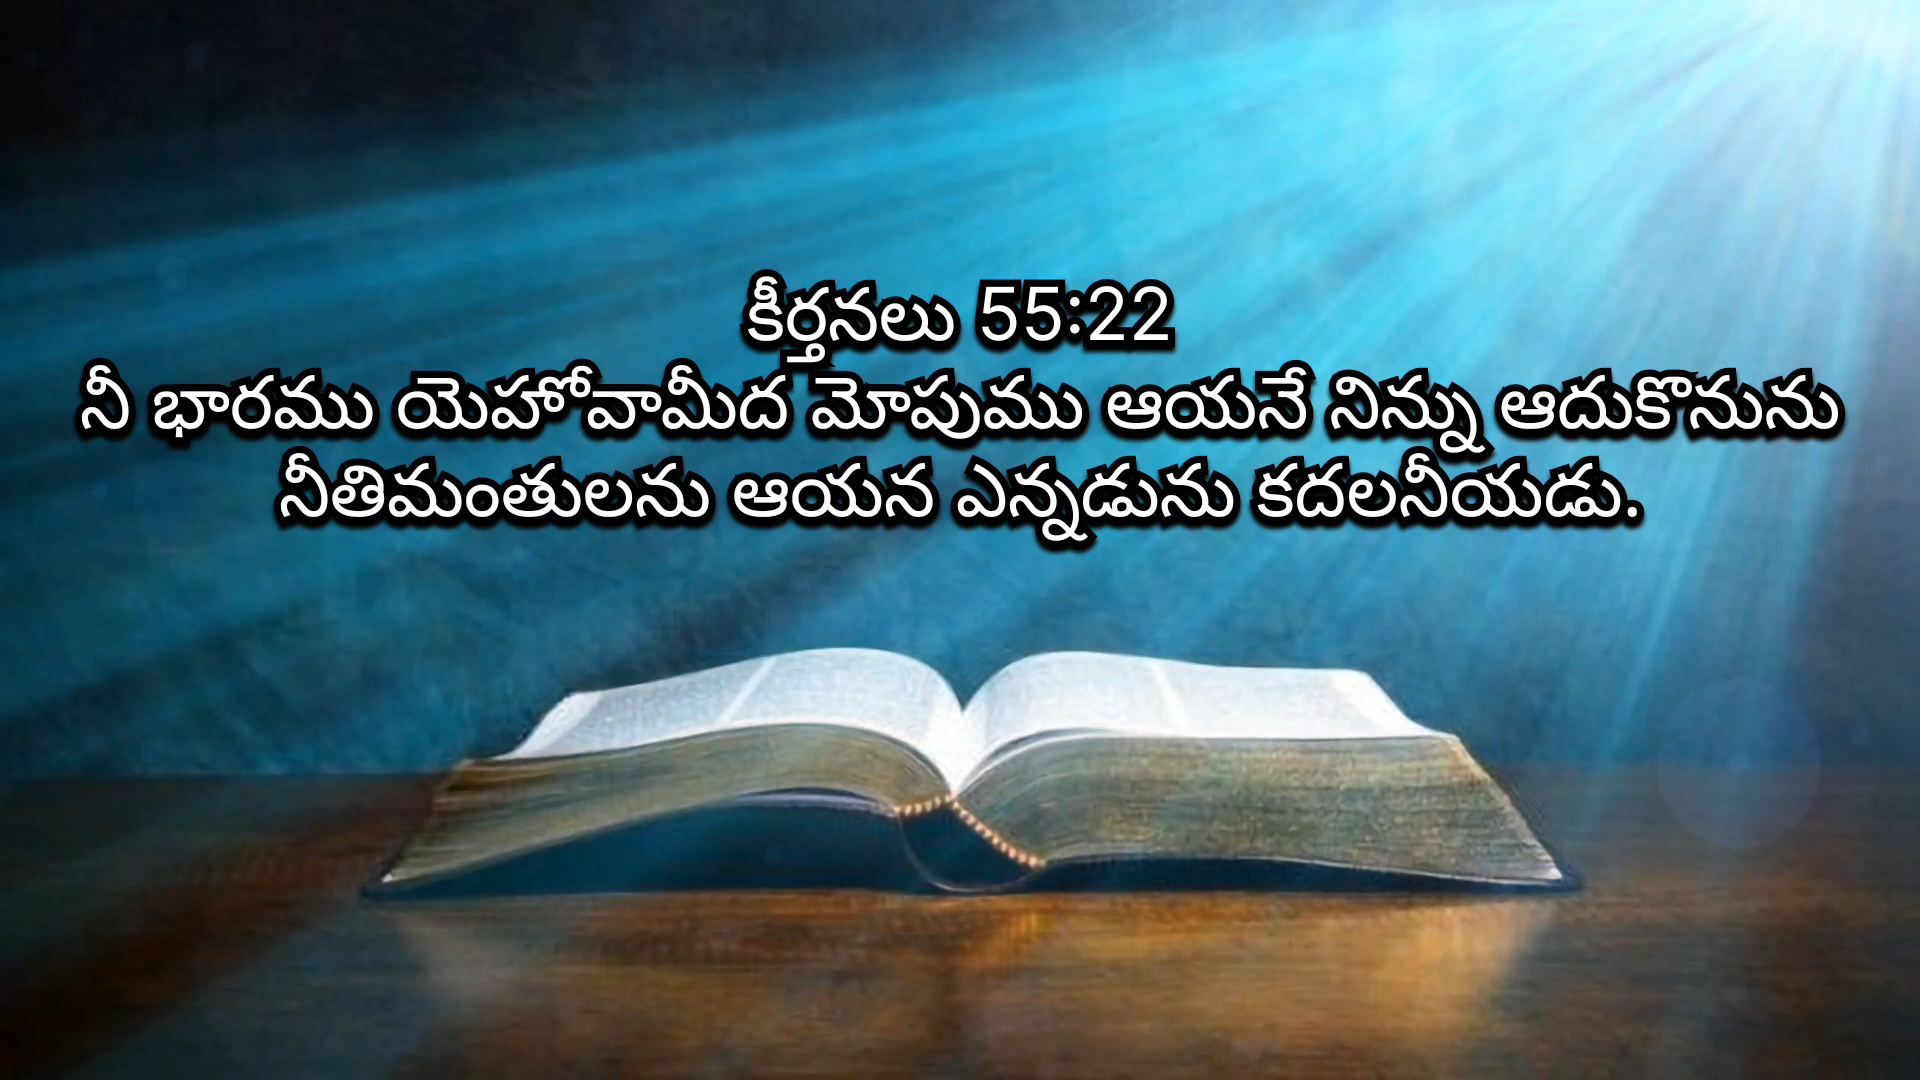 కీర్తనలు 55:22
నీ భారము యెహోవామీద మోపుము ఆయనే నిన్ను ఆదుకొనును
నీతిమంతులను ఆయన ఎన్నడును కదలనీయడు.